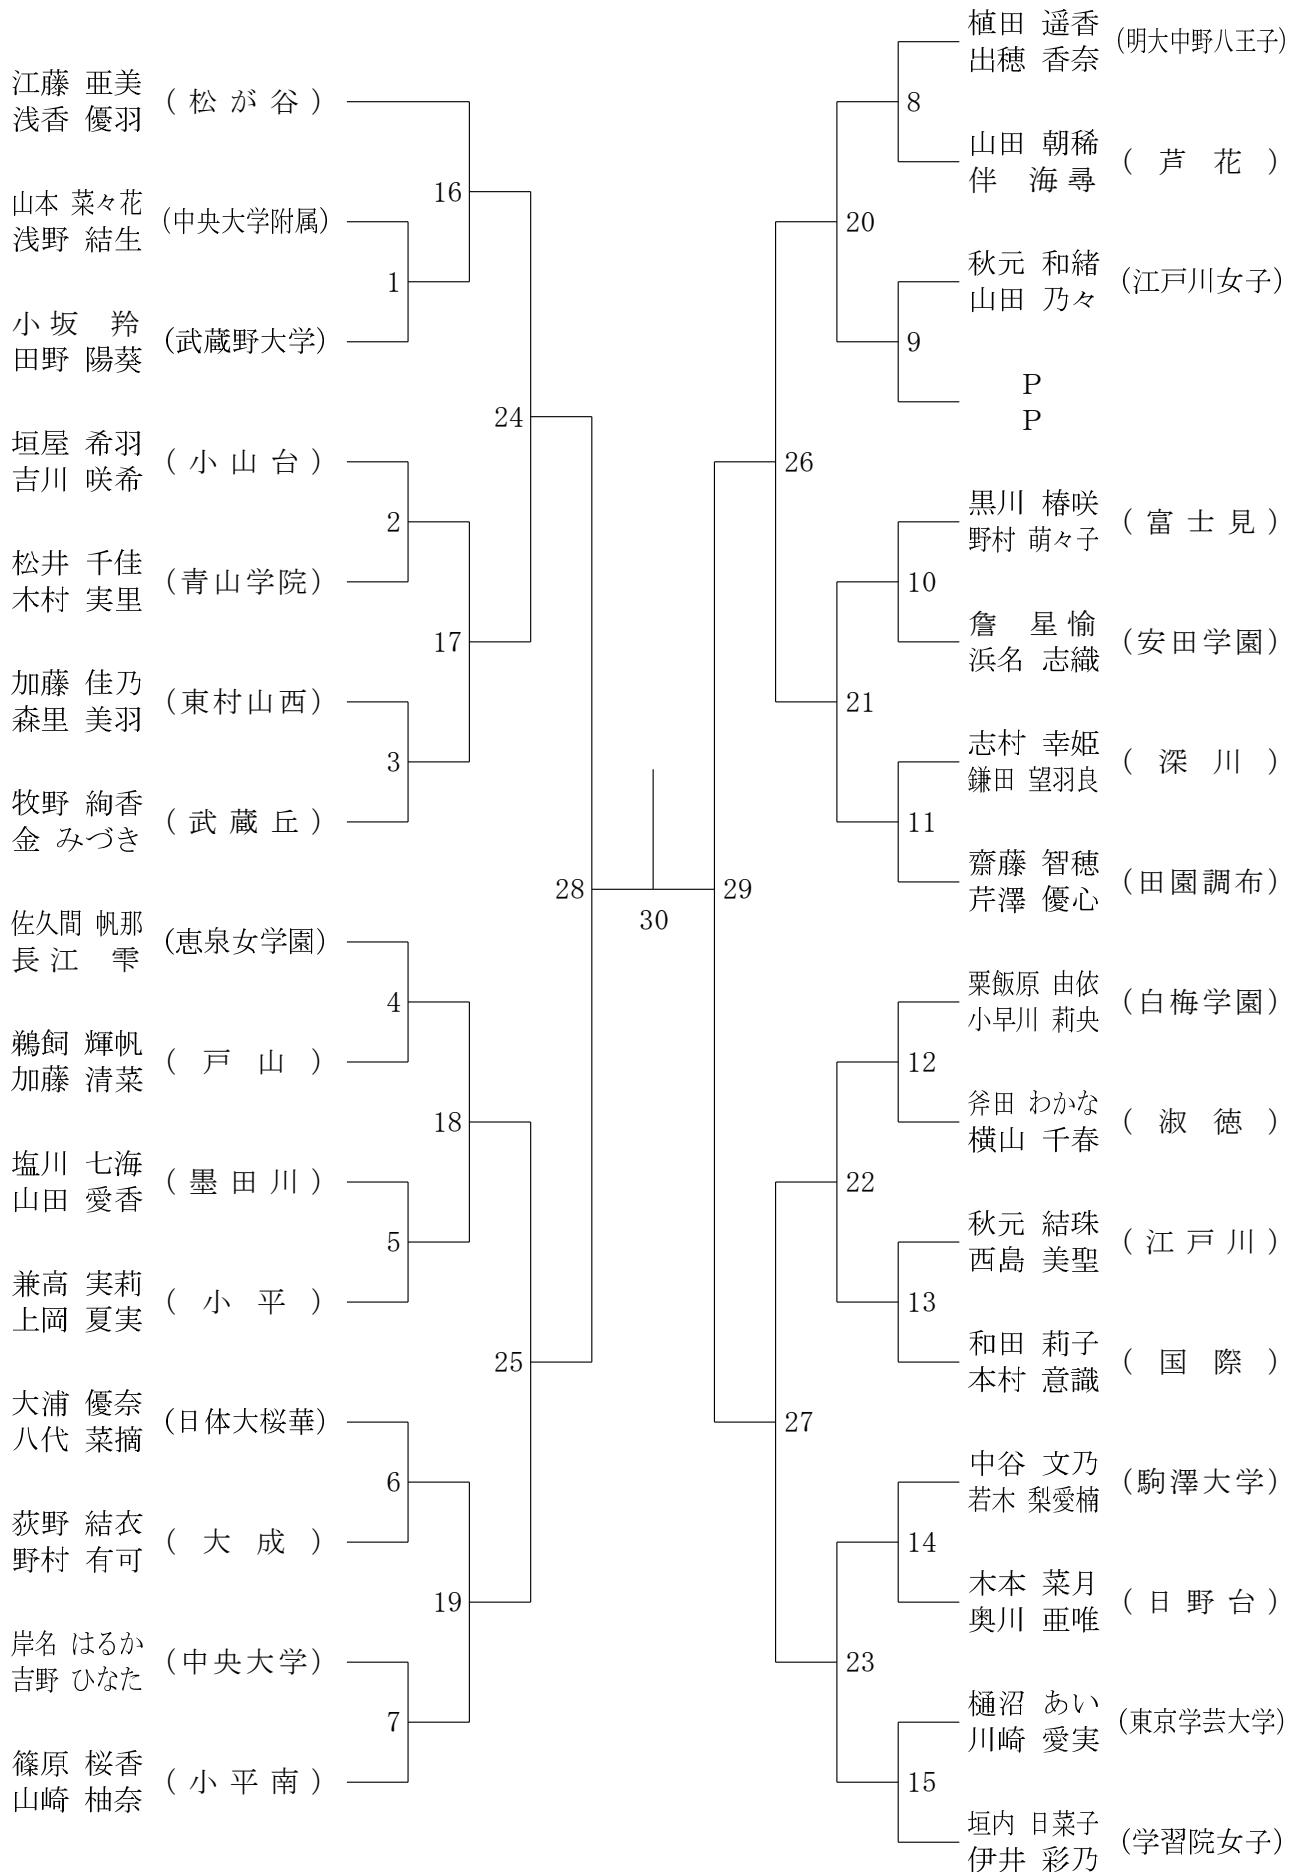 江藤 亜美
浅香 優羽
(松が谷)
山本 菜々花
浅野 結生
(中央大学附属)
小坂 羚
田野 陽葵
(武蔵野大学)
垣屋 希羽
吉川 咲希
(小山台)
松井 千佳
木村 実里
(青山学院)
加藤 佳乃
森里 美羽
(東村山西)
牧野 絢香
金 みづき
(武蔵丘)
佐久間 帆那
長江 雫
(恵泉女学園)
鵜飼 輝帆
加藤 清菜
(戸山)
塩川 七海
山田 愛香
(墨田川)
兼高 実莉
上岡 夏実
(小平)
大浦 優奈
八代 菜摘
(日体大桜華)
荻野 結衣
野村 有可
(大成)
岸名 はるか
吉野 ひなた
(中央大学)
篠原 桜香
山崎 柚奈
(小平南)
1
2
3
4
5
6
7
16
17
18
19
24
25
28
30
29
26
27
20
21
22
23
8
9
10
11
12
13
14
15
植田 遥香
出穂 香奈
(明大中野八王子)
山田 朝稀
伴 海尋
(芦花)
秋元 和緒
山田 乃々
(江戸川女子)
P
P
黒川 椿咲
野村 萌々子
(富士見)
詹 星愉
浜名 志織
(安田学園)
志村 幸姫
鎌田 望羽良
(深川)
齋藤 智穂
芹澤 優心
(田園調布)
粟飯原 由依
小早川 莉央
(白梅学園)
斧田 わかな
横山 千春
(淑徳)
秋元 結珠
西島 美聖
(江戸川)
和田 莉子
本村 意識
(国際)
中谷 文乃
若木 梨愛楠
(駒澤大学)
木本 菜月
奥川 亜唯
(日野台)
樋沼 あい
川崎 愛実
(東京学芸大学)
垣内 日菜子
伊井 彩乃
(学習院女子)